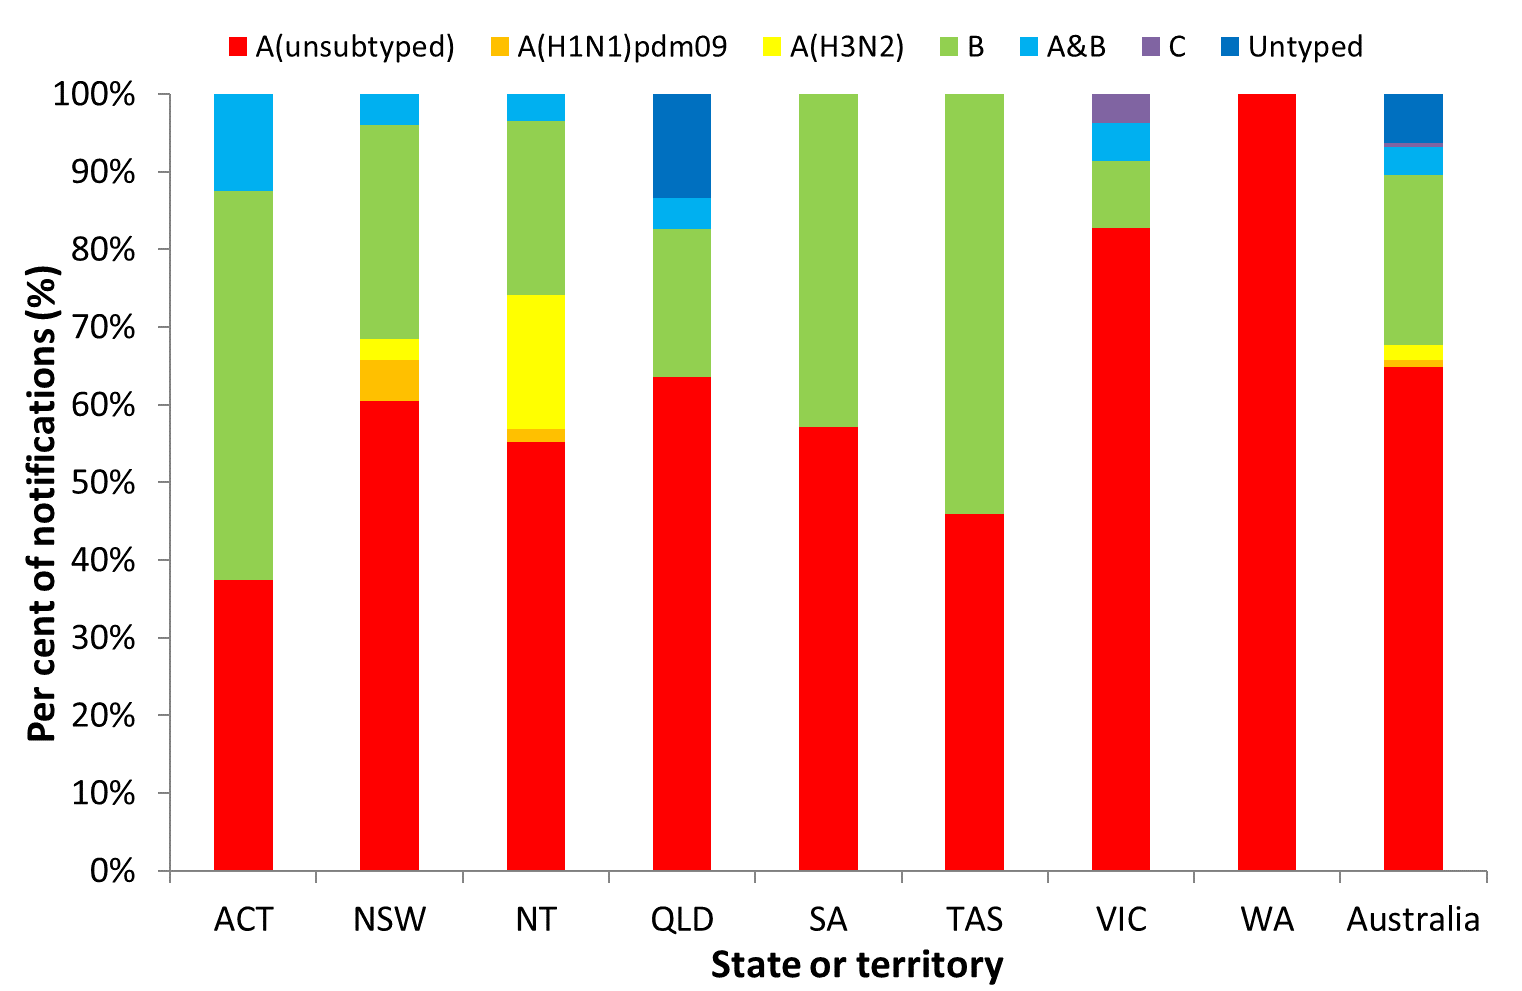 A(unsubtyped) A(H1N1)pdm09 A(H3N2) B A&B C Untyped
100%
90%
80%
70%
60%
50%
40%
30%
20%
10%
0%
Per cent of notifications (%)
ACT NSW NT QLD SA TAS VIC WA Australia
State or territory